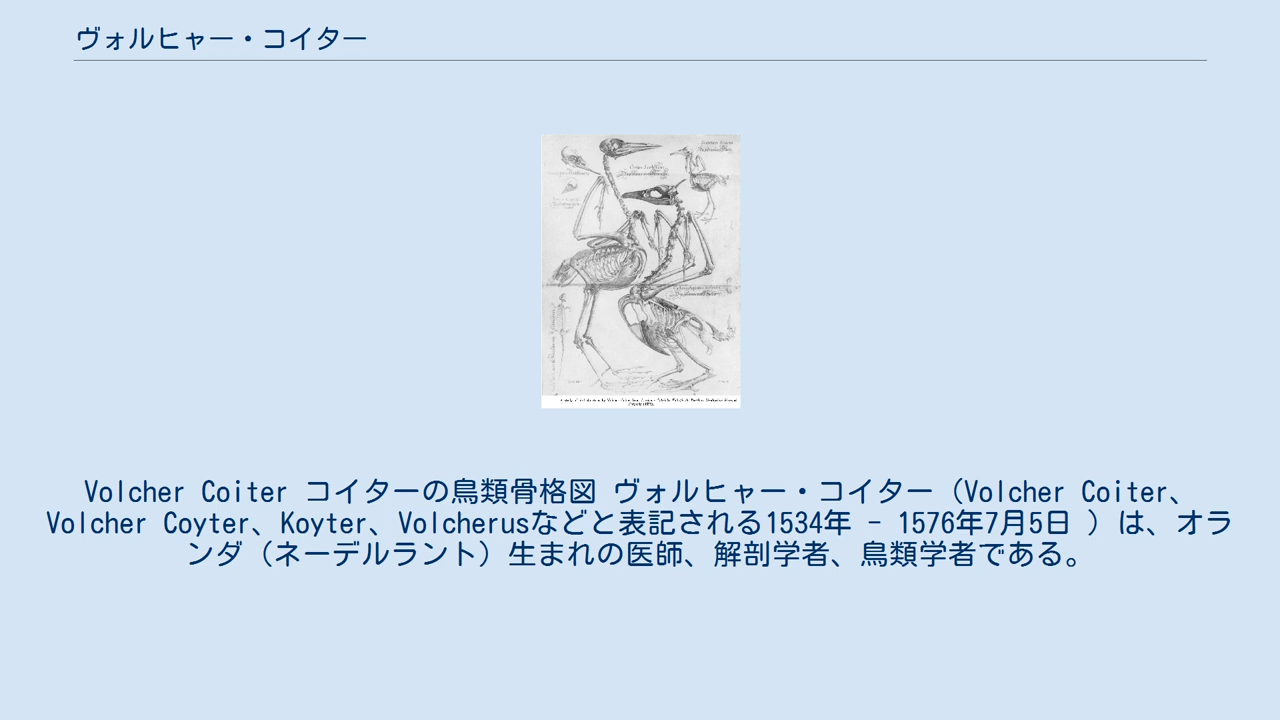 ヴォルヒャー・コイター
Volcher Coiter コイターの鳥類骨格図 ヴォルヒャー・コイター（Volcher Coiter、
Volcher Coyter、Koyter、Volcherusなどと表記される1534年 - 1576年7月5日 ）は、オラ
ンダ（ネーデルラント）生まれの医師、解剖学者、鳥類学者である。